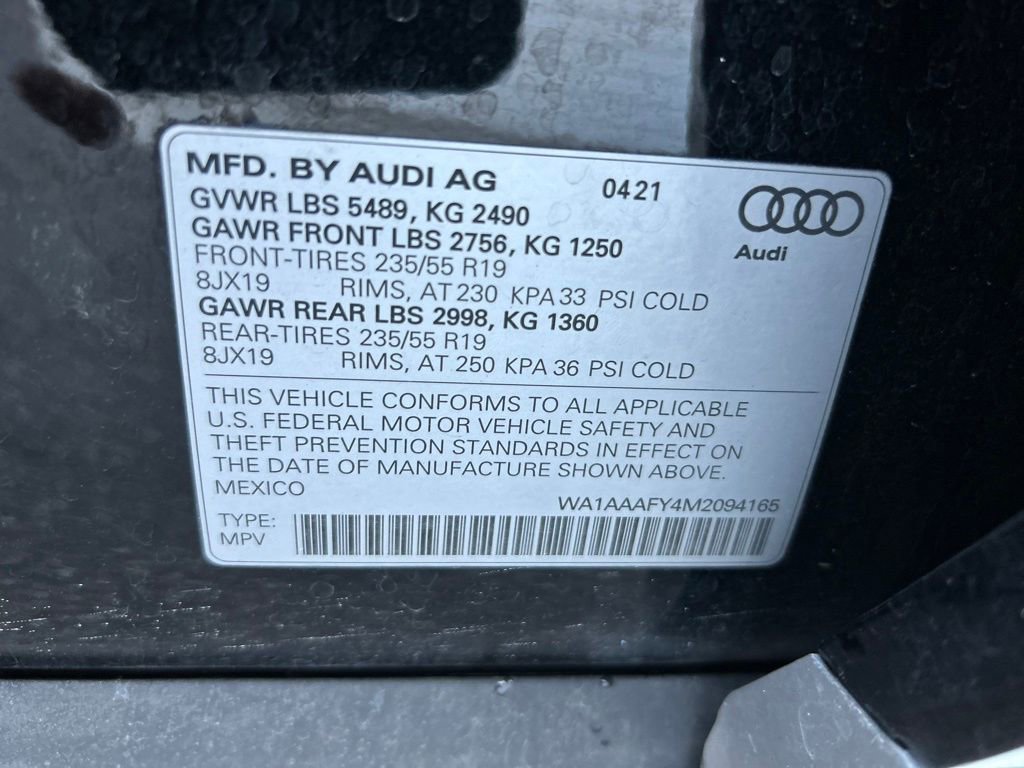 MFD. BY AUDI AG 0421
GVWR LBS 5489, KG 2490
GAWR FRONT LBS 2756, KG 1250
Audi
FRONT-TIRES 235/55 R19
8JX19 RIMS, AT 230 KPA 33 PSI COLD
GAWR REAR LBS 2998, KG 1360
REAR-TIRES 235/55 R19
8JX19 RIMS, AT 250 KPA 36 PSI COLD
THIS VEHICLE CONFORMS TO ALL APPLICABLE
U.S. FEDERAL MOTOR VEHICLE SAFETY AND
THEFT PREVENTION STANDARDS IN EFFECT ON
THE DATE OF MANUFACTURE SHOWN ABOVE.
MEXICO
WA1AAAFY4M2094165
TYPE:
MPV